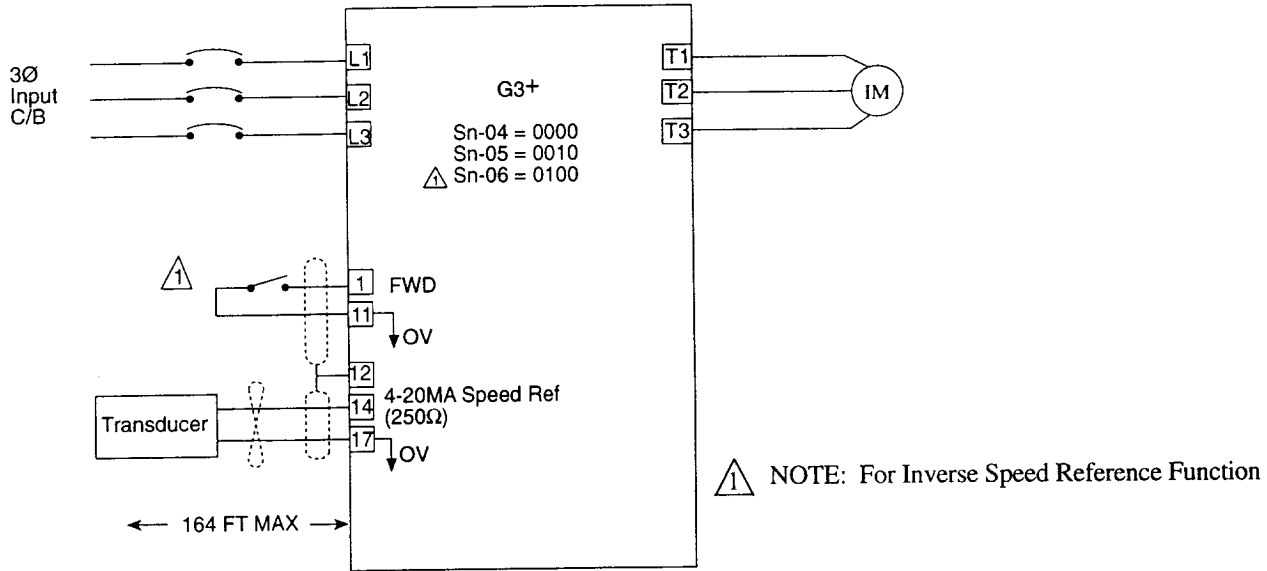 3Ø
Input
C/B
L1
L2
L3
G3+
Sn-04 = 0000
Sn-05 = 0010
1 Sn-06 = 0100
T1
T2
T3
IM
1
1 FWD
11
OV
12
14 4-20MA Speed Ref
(250Ω)
17
OV
Transducer
164 FT MAX
1 NOTE: For Inverse Speed Reference Function